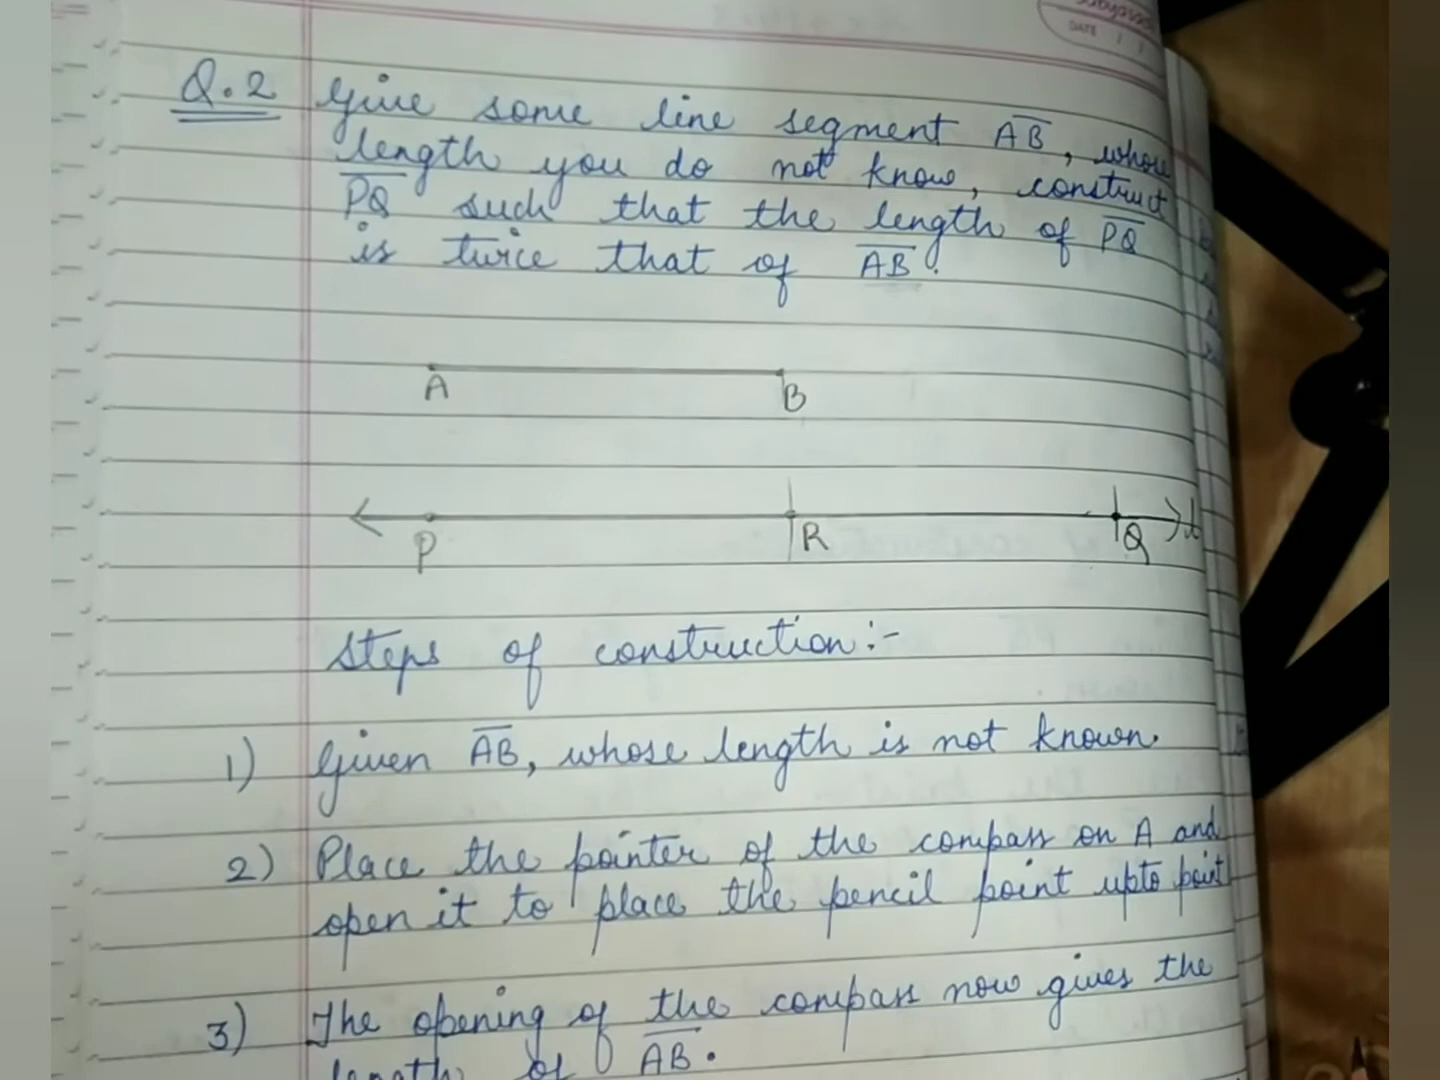 DATE / /
Q.2 Give some line segment AB, whose
length you do not know, construct
PQ such that the length of PQ
is twice that of AB.
A B
P R Q l
Steps of construction:-
1) Given AB, whose length is not known.
2) Place the pointer of the compass on A and
open it to place the pencil point upto point
3) The opening of the compass now gives the
length of AB.